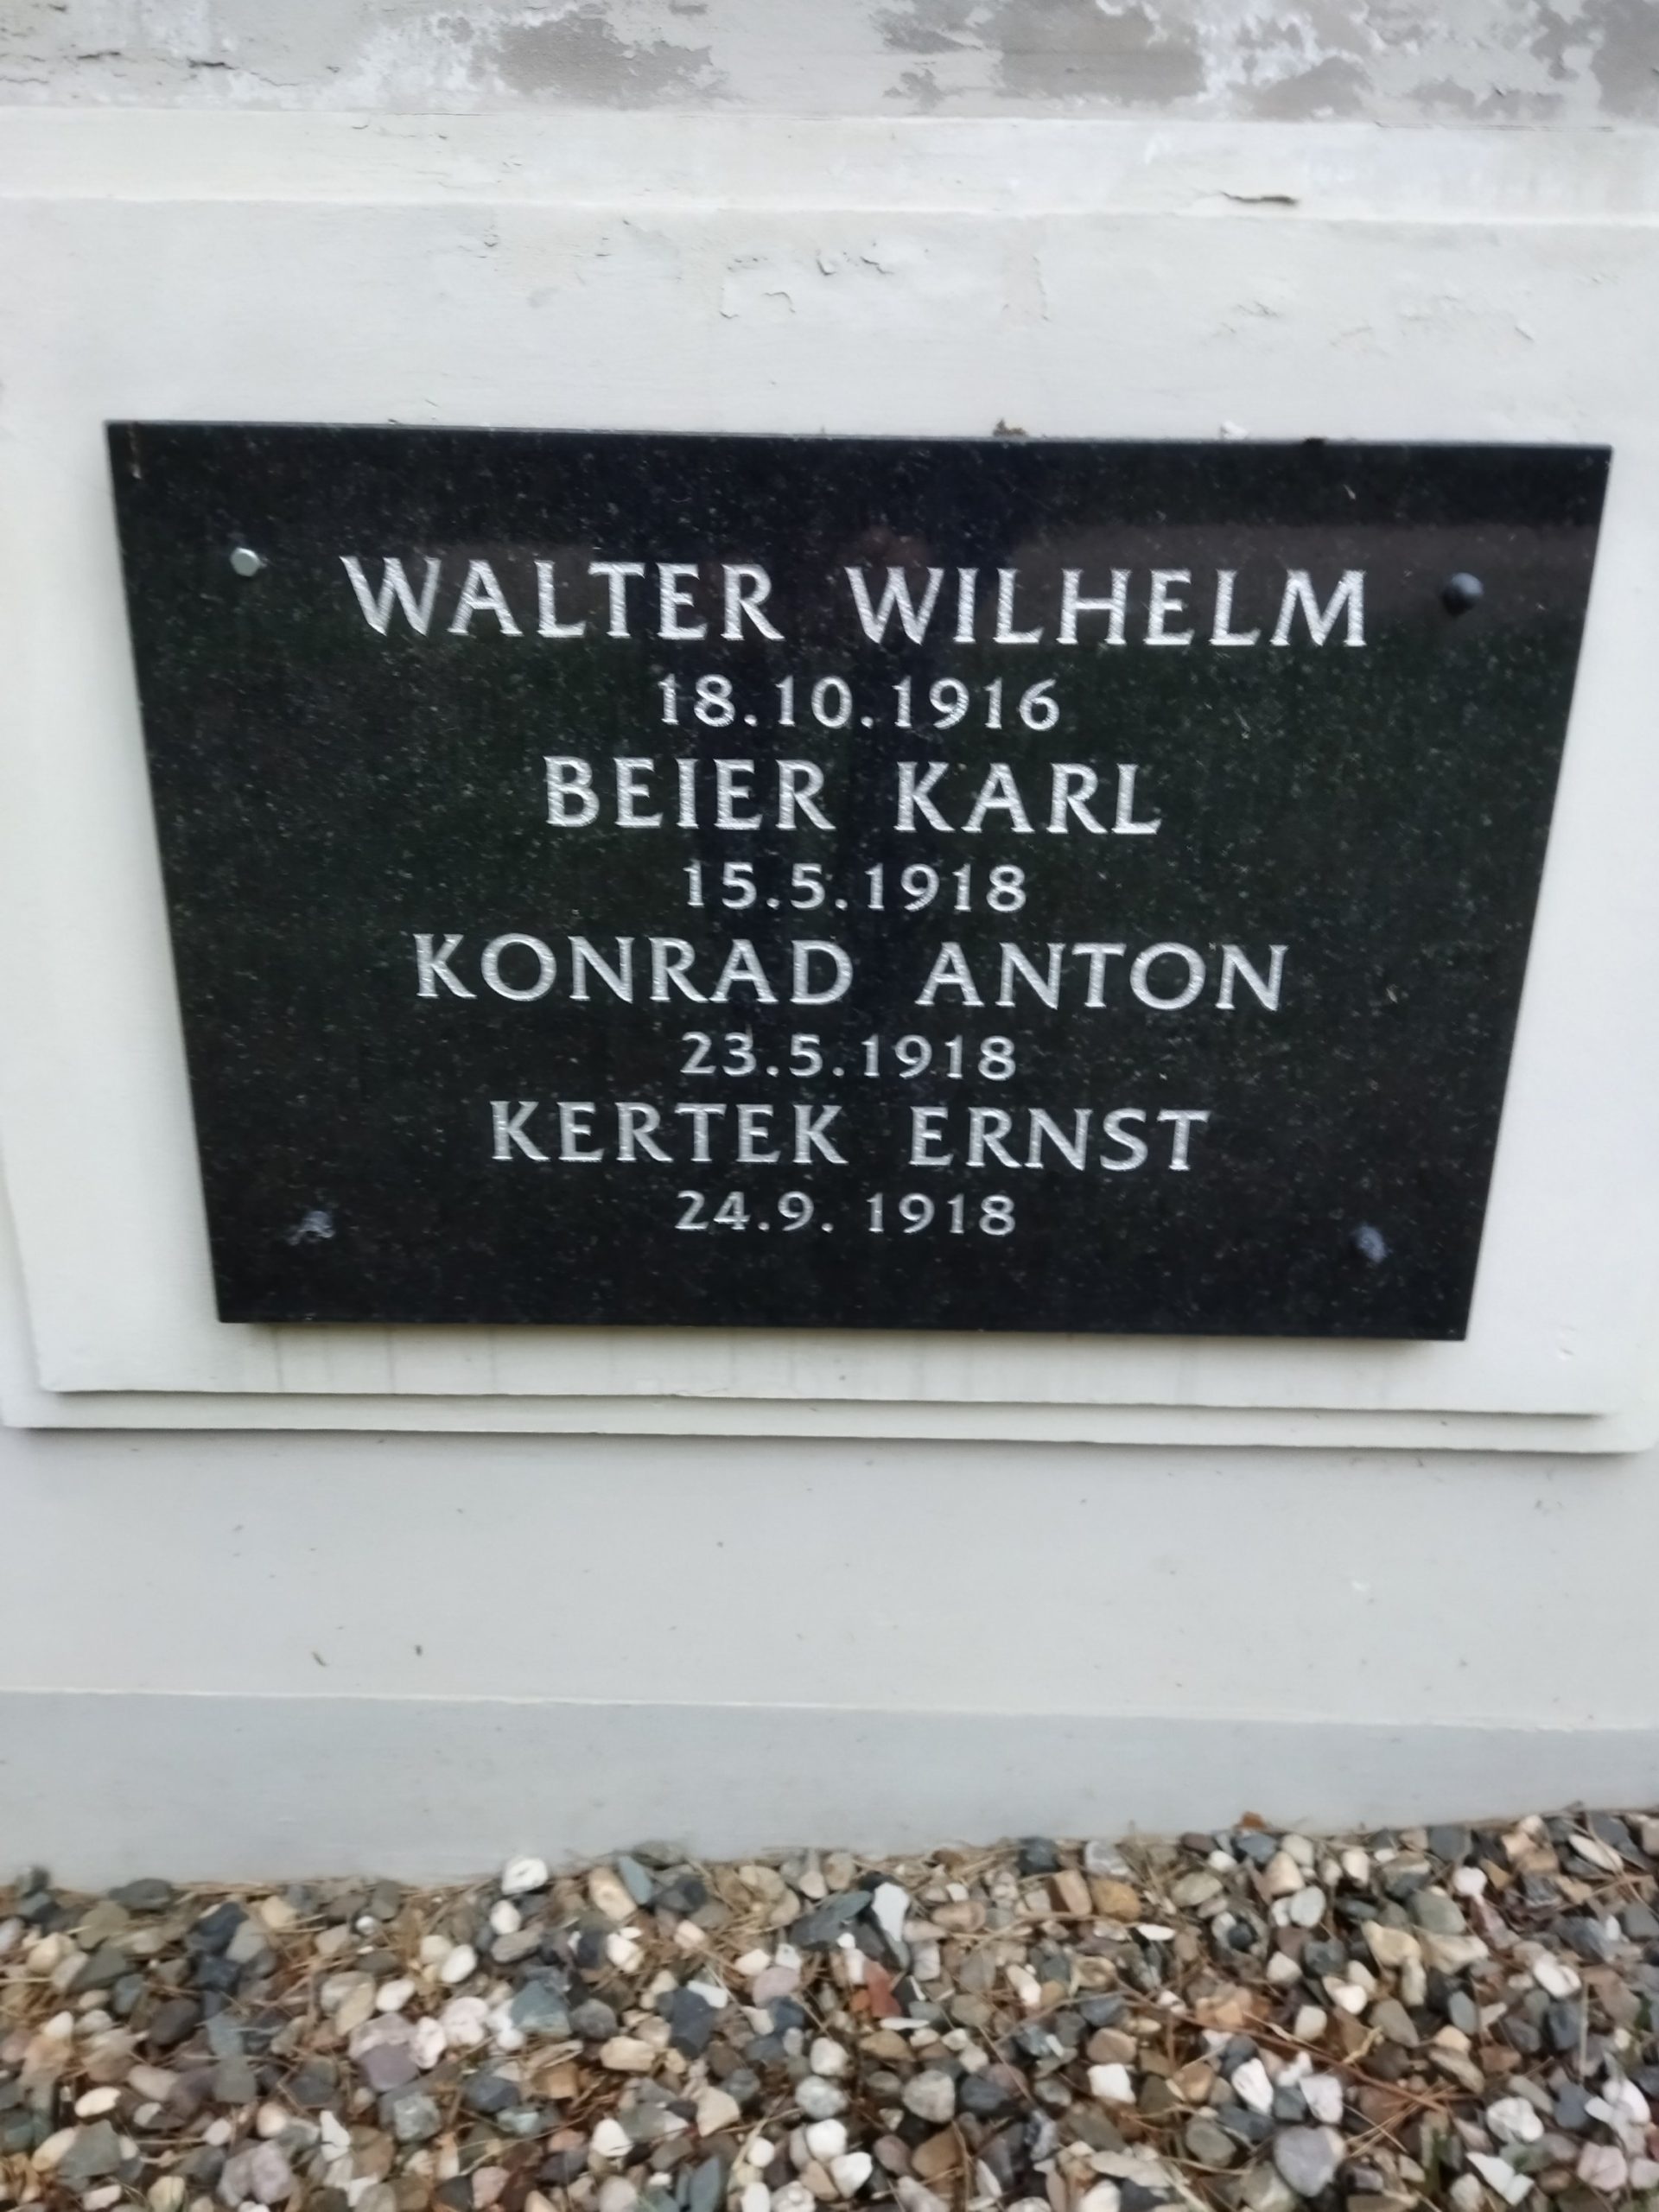 WALTER WILHELM
18.10.1916
BEIER KARL
15.5.1918
KONRAD ANTON
23.5.1918
KERTEK ERNST
24.9. 1918